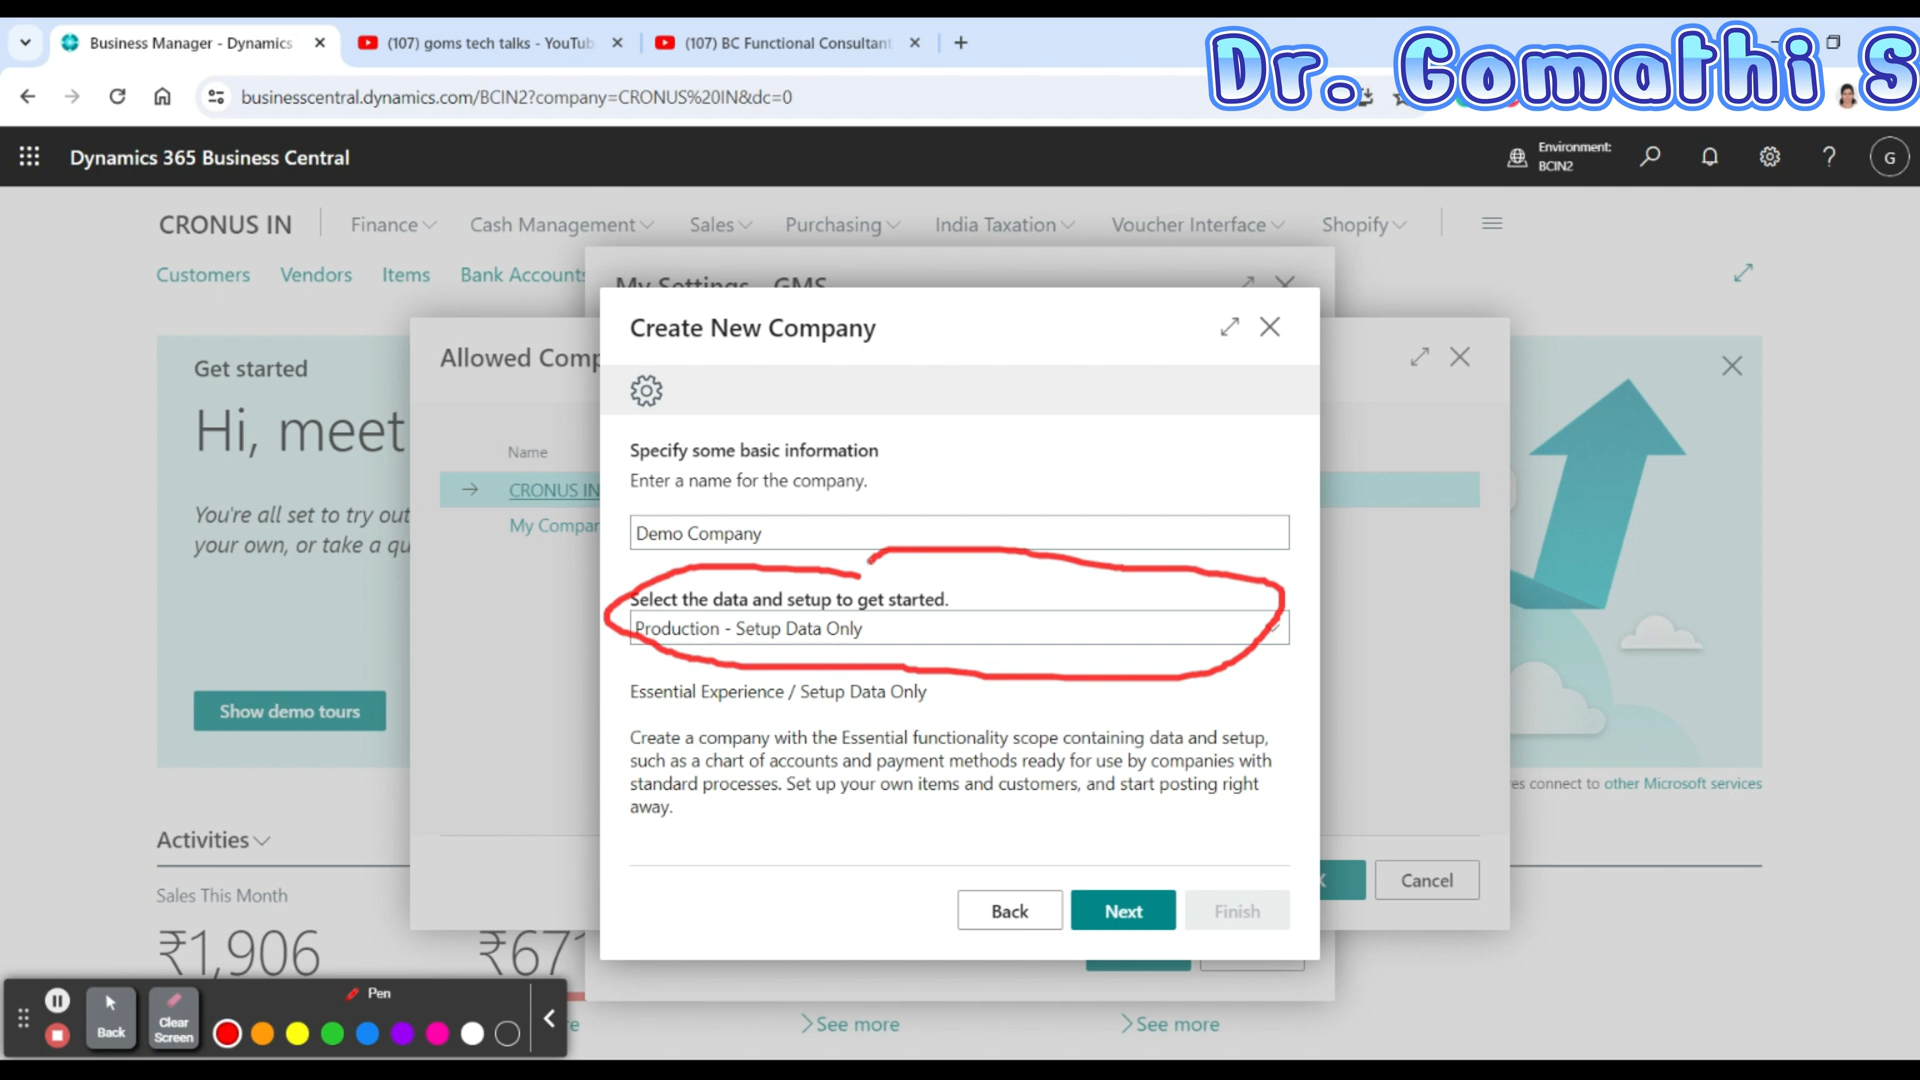 Business Manager - Dynamics
(107) goms tech talks - YouTub
(107) BC Functional Consultant
Dr. Gomathi S
businesscentral.dynamics.com/BCIN2?company=CRONUS%20IN&dc=0
Dynamics 365 Business Central
Environment:
BCIN2
G
CRONUS IN
Finance
Cash Management
Sales
Purchasing
India Taxation
Voucher Interface
Shopify
Customers
Vendors
Items
Bank Accounts
My Settings - GMS
Create New Company
Allowed Comp
Get started
Hi, meet
You're all set to try out
your own, or take a qu
Show demo tours
Name
CRONUS IN
My Compan
Specify some basic information
Enter a name for the company.
Demo Company
Select the data and setup to get started.
Production - Setup Data Only
Essential Experience / Setup Data Only
Create a company with the Essential functionality scope containing data and setup,
such as a chart of accounts and payment methods ready for use by companies with
standard processes. Set up your own items and customers, and start posting right
away.
es connect to other Microsoft services
Back
Next
Finish
Cancel
Activities
Sales This Month
₹1,906
₹671
See more
See more
Pen
Back
Clear
Screen